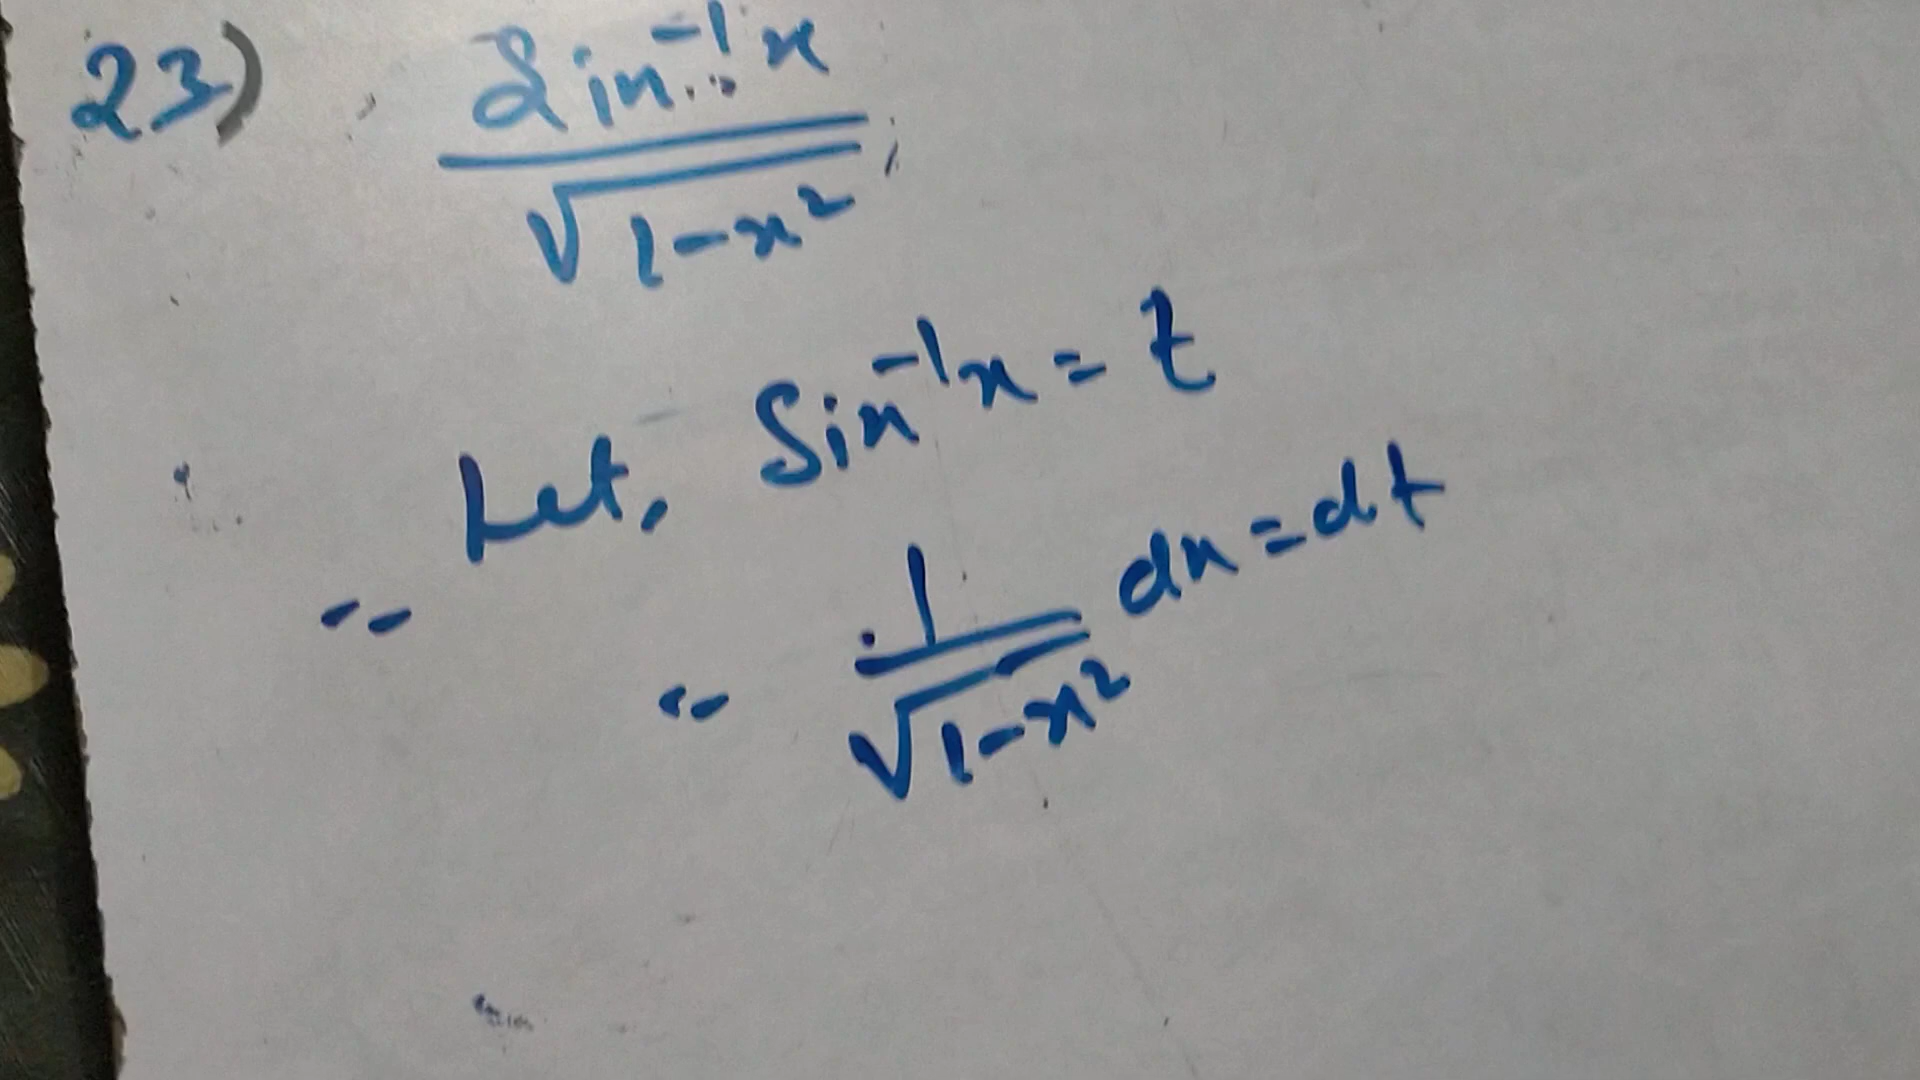 23) Sin⁻¹x
√1-x²
Let, Sin⁻¹x = t
1 dx = dt
√1-x²